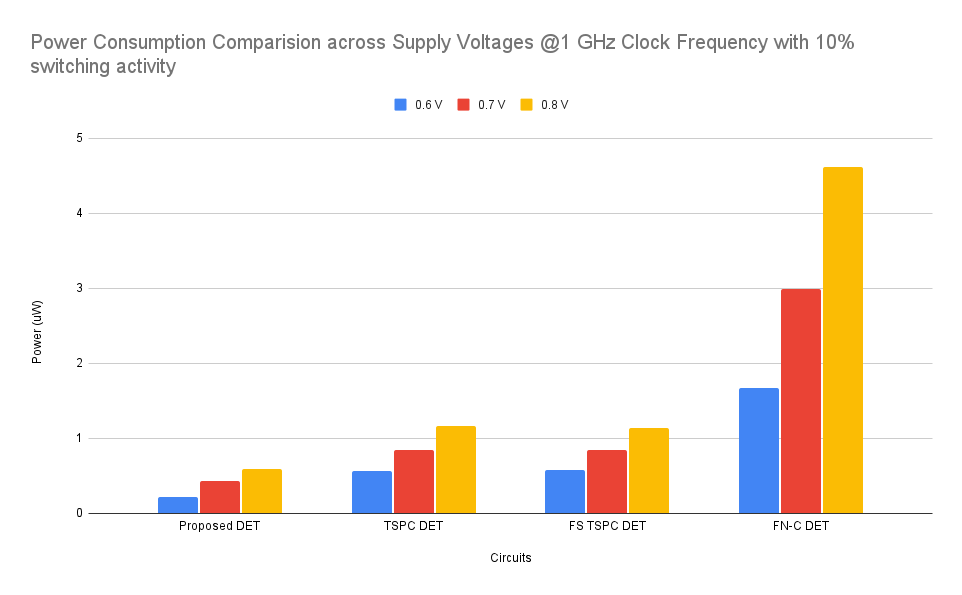 Power Consumption Comparision across Supply Voltages @1 GHz Clock Frequency with 10%
switching activity
0.6 V 0.7 V 0.8 V
5
4
3
2
1
0
Power (uW)
Proposed DET TSPC DET FS TSPC DET FN-C DET
Circuits